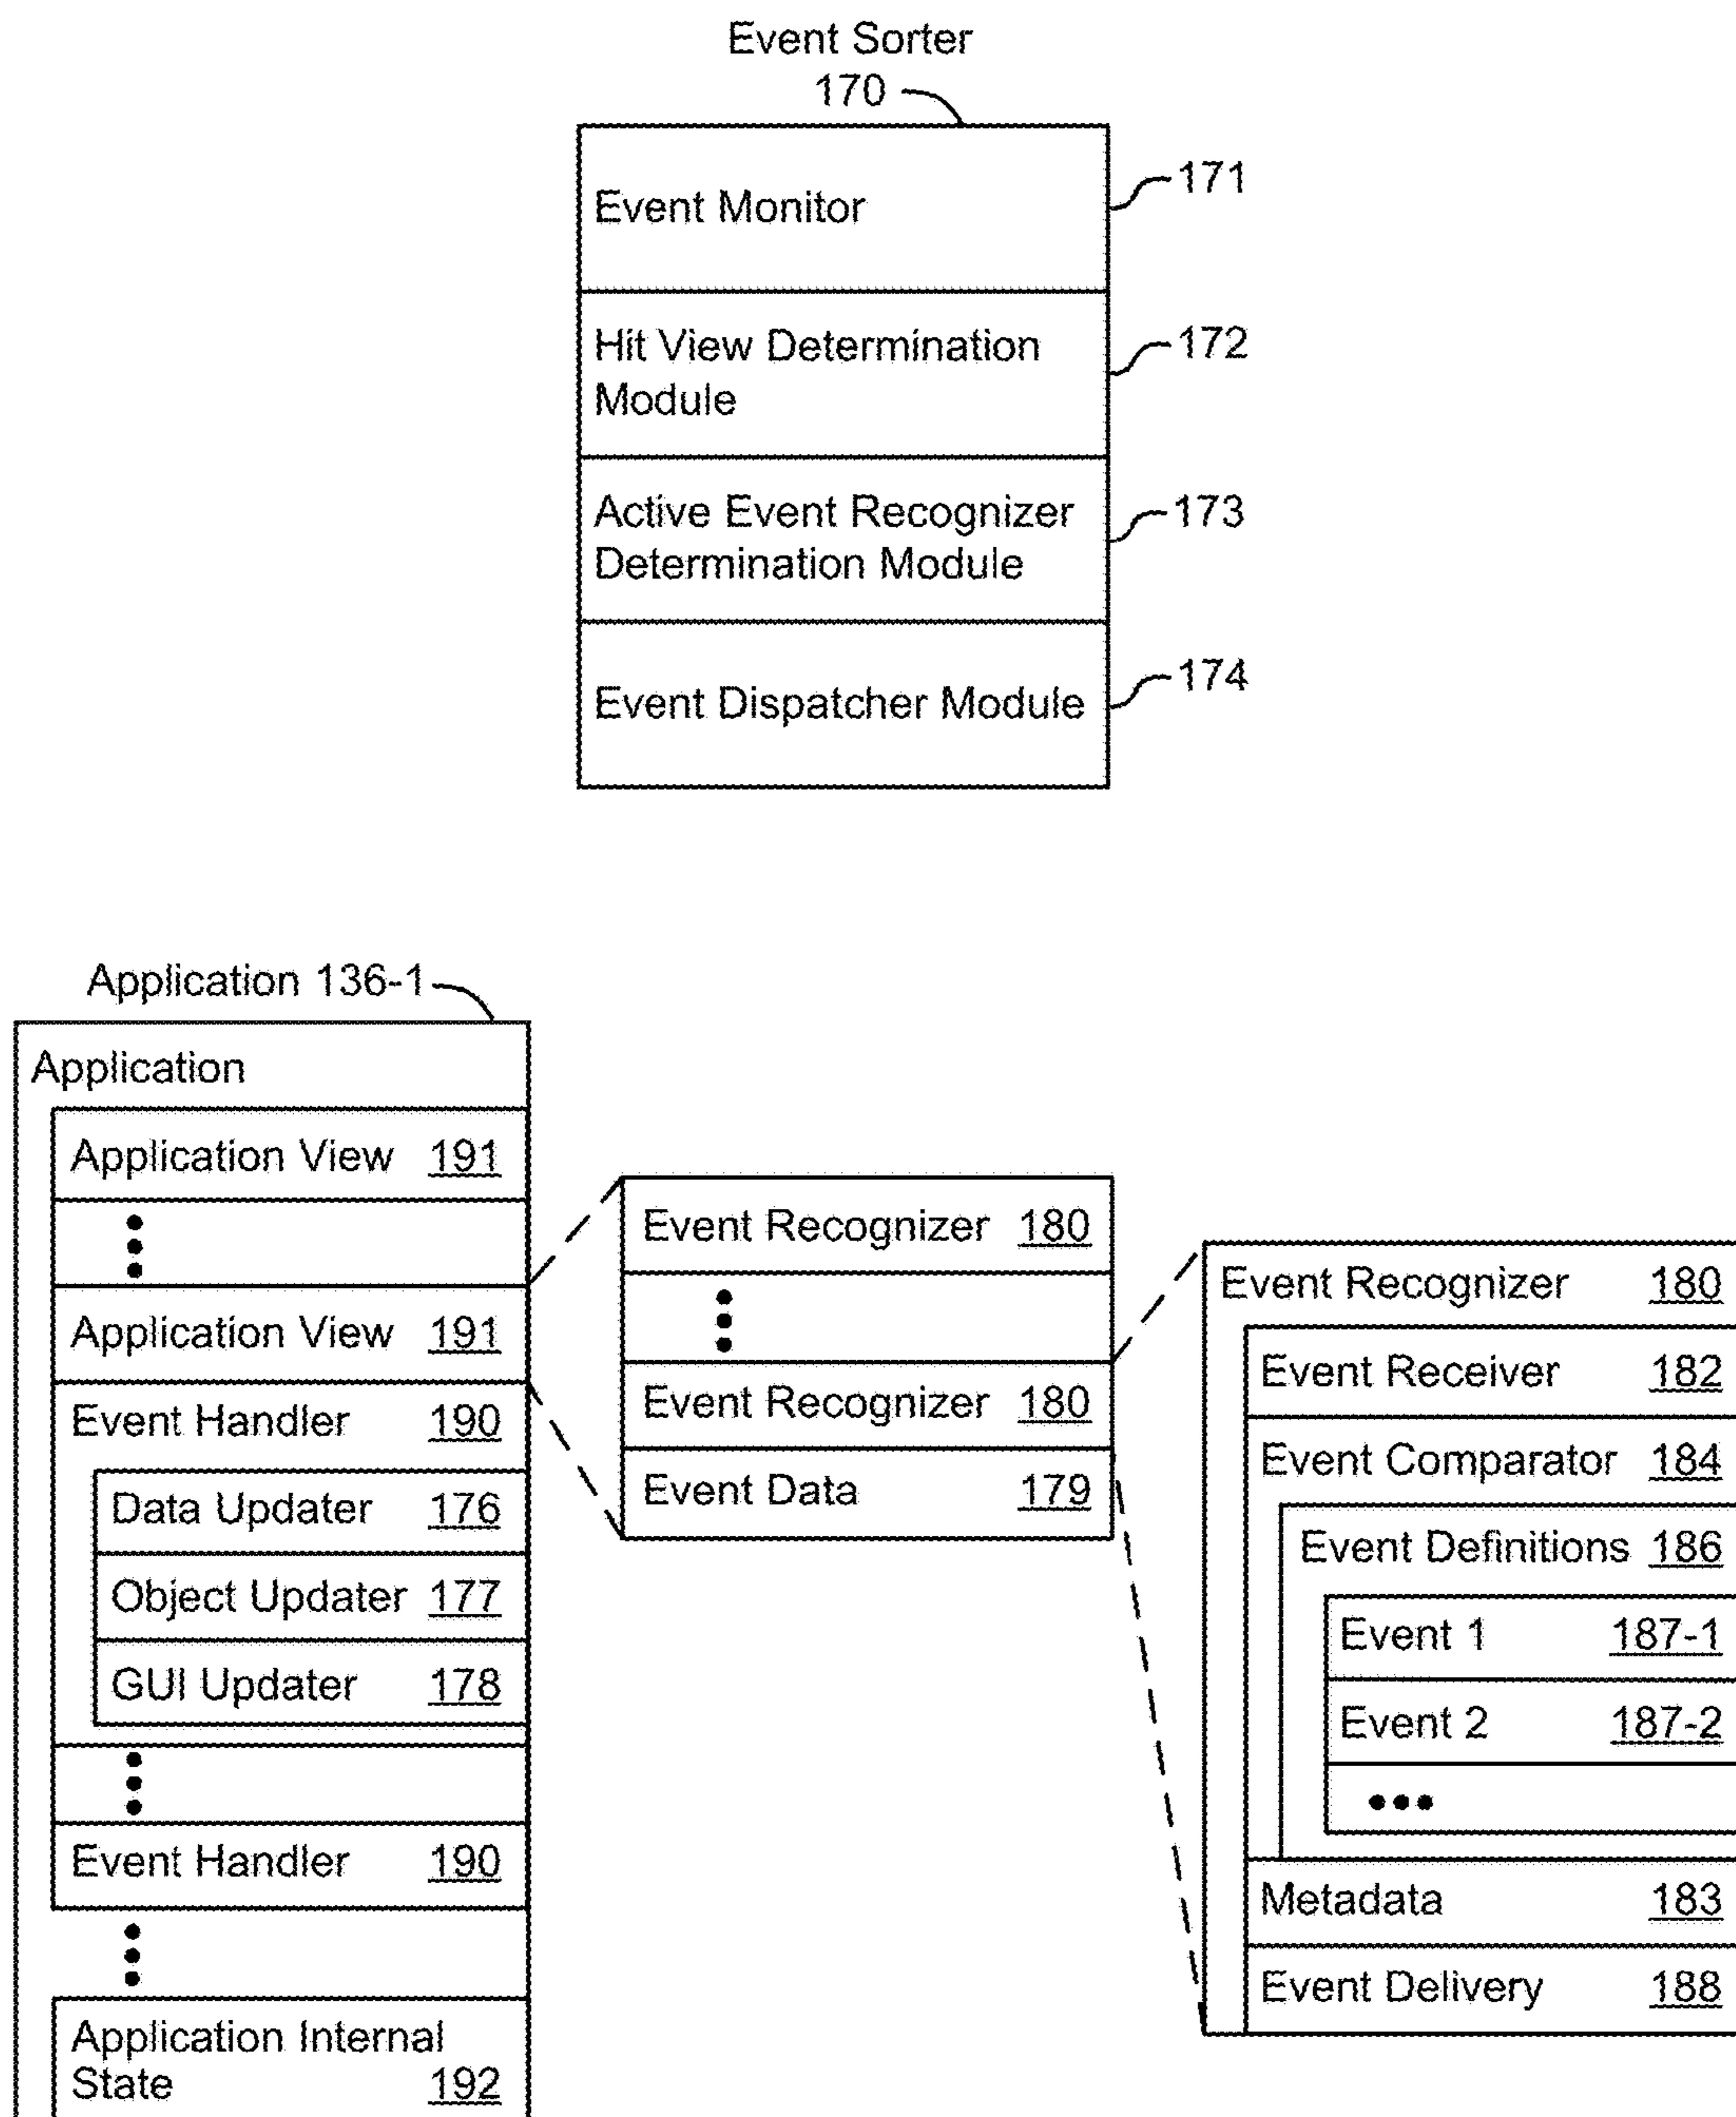 Event Sorter
170
Event Monitor
171
Hit View Determination
Module
172
Active Event Recognizer
Determination Module
173
Event Dispatcher Module
174
Application 136-1
Application
Application View 191
Application View 191
Event Handler 190
Data Updater 176
Object Updater 177
GUI Updater 178
Event Handler 190
Application Internal
State 192
Event Recognizer 180
Event Recognizer 180
Event Data 179
Event Recognizer 180
Event Receiver 182
Event Comparator 184
Event Definitions 186
Event 1 187-1
Event 2 187-2
Metadata 183
Event Delivery 188